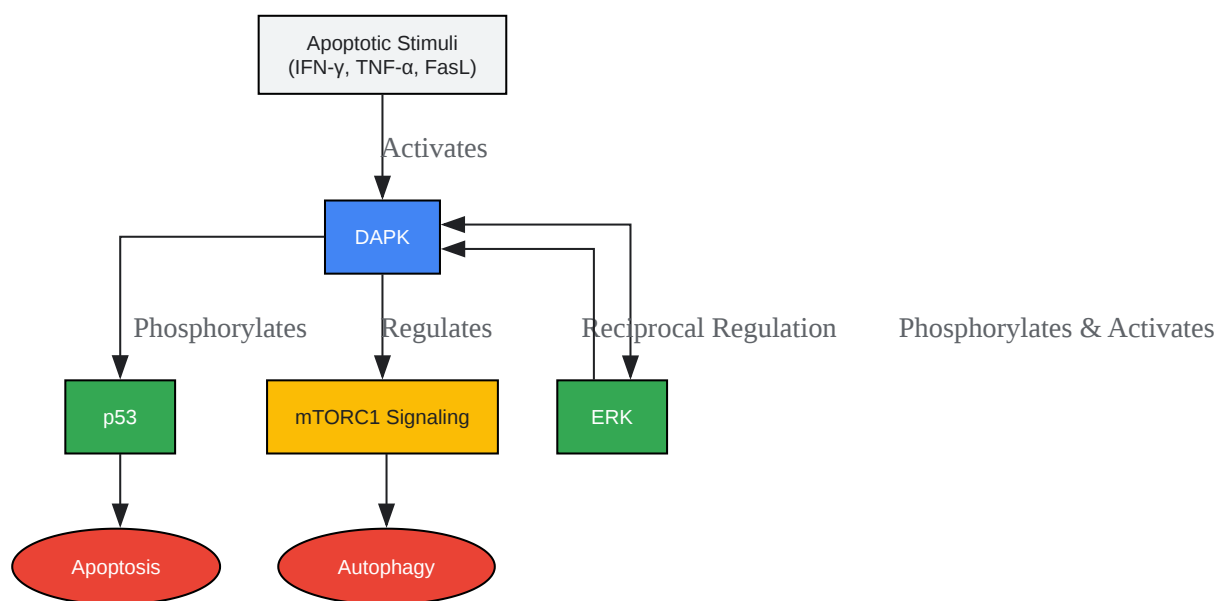 Apoptotic Stimuli
(IFN-γ, TNF-α, FasL)
Activates
DAPK
Phosphorylates
Regulates
Reciprocal Regulation
Phosphorylates & Activates
p53
mTORC1 Signaling
ERK
Apoptosis
Autophagy